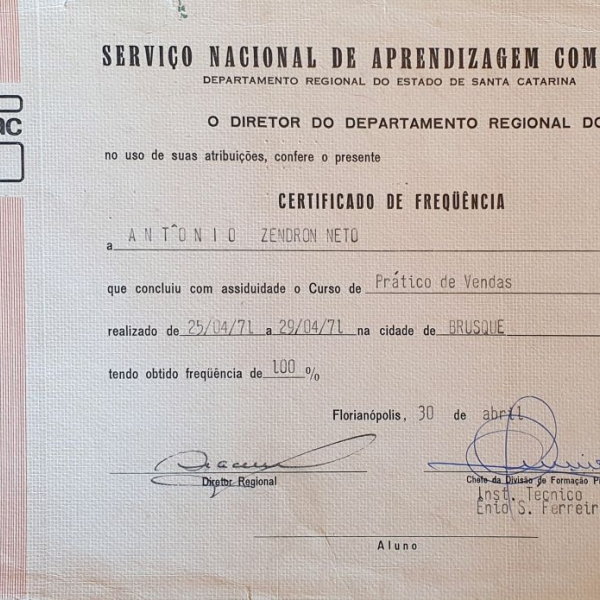 SERVIÇO NACIONAL DE APRENDIZAGEM COM
DEPARTAMENTO REGIONAL DO ESTADO DE SANTA CATARINA
ac
O DIRETOR DO DEPARTAMENTO REGIONAL DO
no uso de suas atribuições, confere o presente
CERTIFICADO DE FREQÜÊNCIA
a ANTÔNIO ZENDRON NETO
que concluiu com assiduidade o Curso de Prático de Vendas
realizado de 25/04/71 a 29/04/71 na cidade de BRUSQUE
tendo obtido freqüência de 100 %
Florianópolis, 30 de abril
Diretor Regional
Chefe da Divisão de Formação P
Inst. Tecnico
Enio S. Ferreir
Aluno